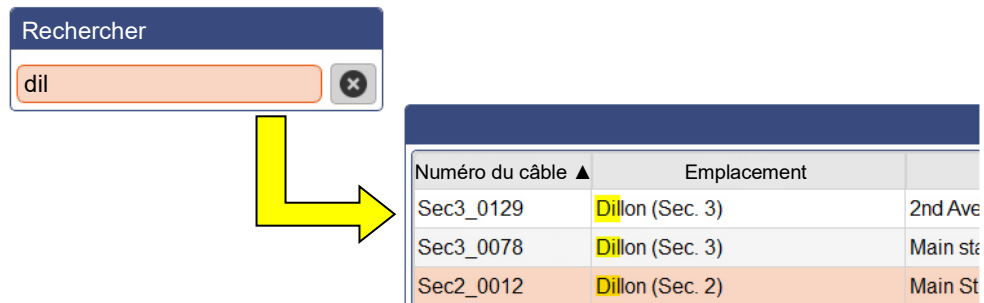 Rechercher
dil
Numéro du câble ▲ Emplacement
Sec3_0129 Dillon (Sec. 3) 2nd Ave
Sec3_0078 Dillon (Sec. 3) Main sta
Sec2_0012 Dillon (Sec. 2) Main St